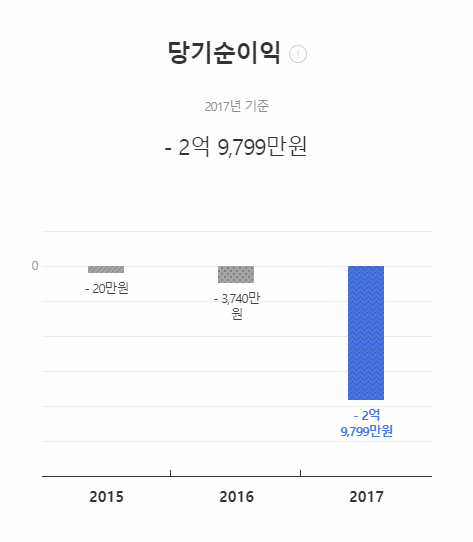 당기순이익 !
2017년 기준
- 2억 9,799만원
0
- 20만원
- 3,740만
원
- 2억
9,799만원
2015 2016 2017